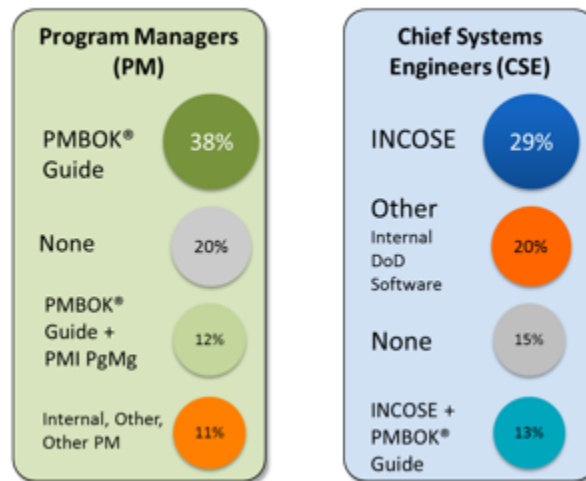 Program Managers
(PM)
PMBOK®
Guide
38%
None
20%
PMBOK®
Guide +
PMI PgMg
12%
Internal, Other,
Other PM
11%
Chief Systems
Engineers (CSE)
INCOSE
29%
Other
Internal
DoD
Software
20%
None
15%
INCOSE +
PMBOK®
Guide
13%